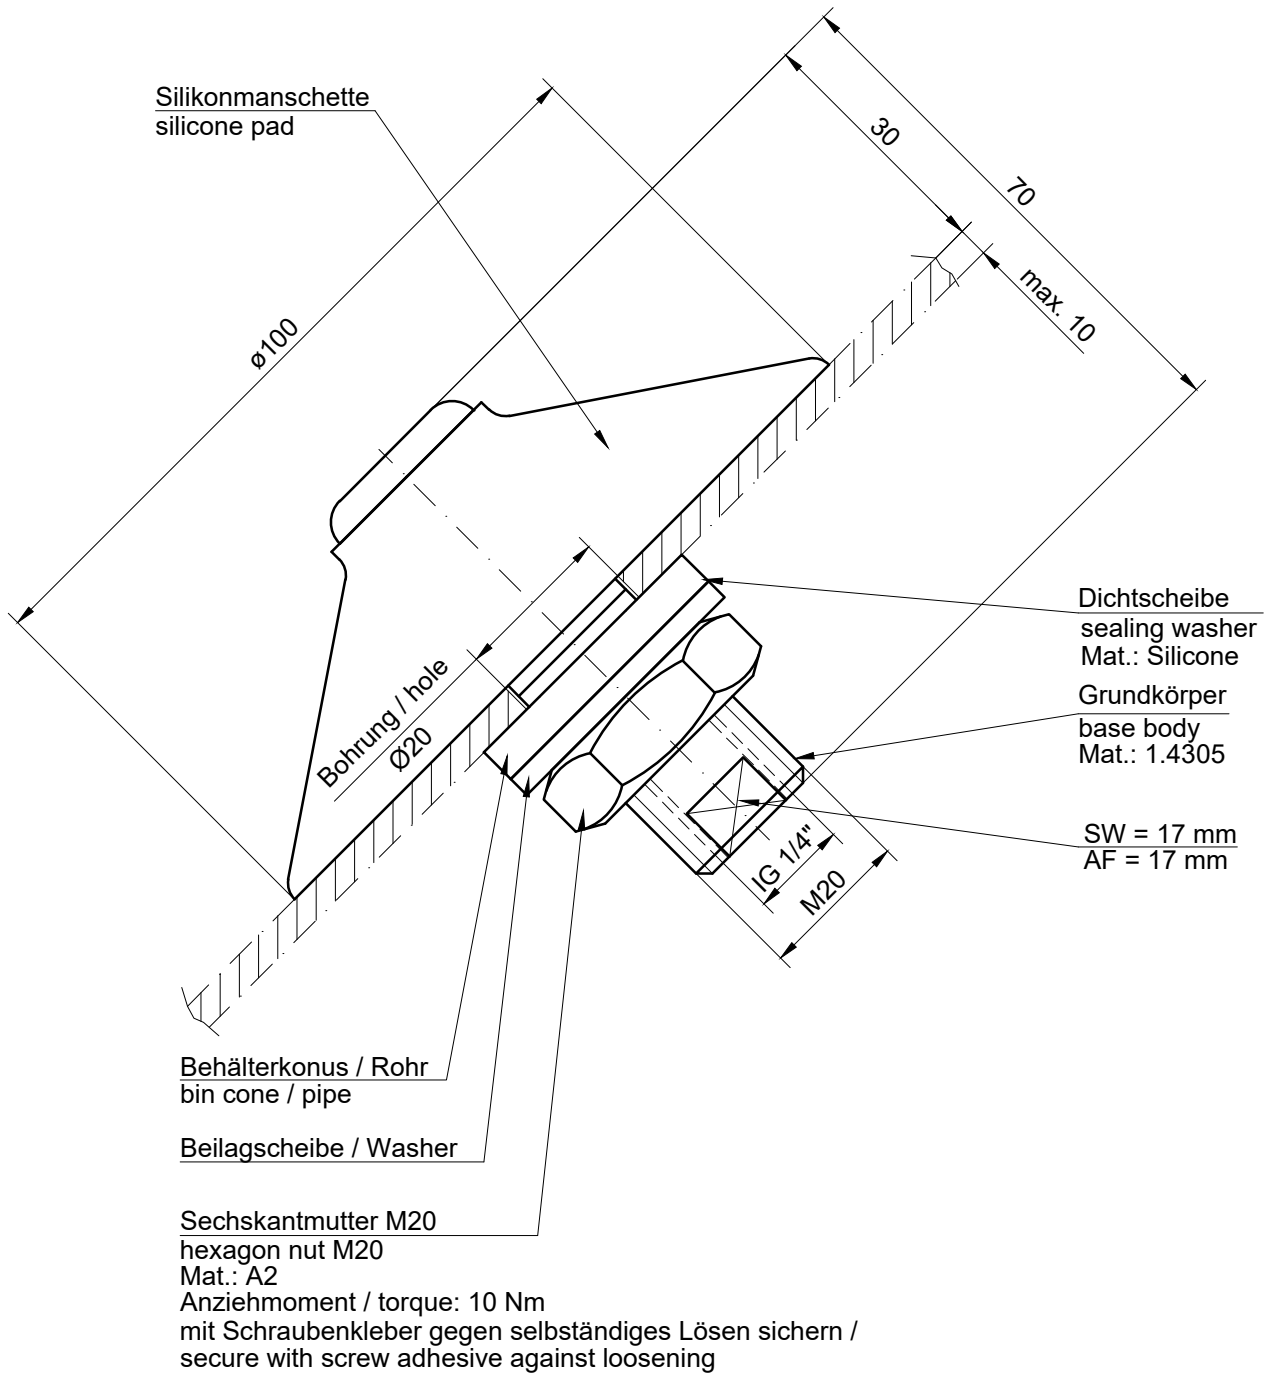 Silikonmanschette
silicone pad
30
70
max. 10
ø100
Bohrung / hole
Ø20
Dichtscheibe
sealing washer
Mat.: Silicone
Grundkörper
base body
Mat.: 1.4305
SW = 17 mm
AF = 17 mm
IG 1/4"
M20
Behälterkonus / Rohr
bin cone / pipe
Beilagscheibe / Washer
Sechskantmutter M20
hexagon nut M20
Mat.: A2
Anziehmoment / torque: 10 Nm
mit Schraubenkleber gegen selbständiges Lösen sichern /
secure with screw adhesive against loosening